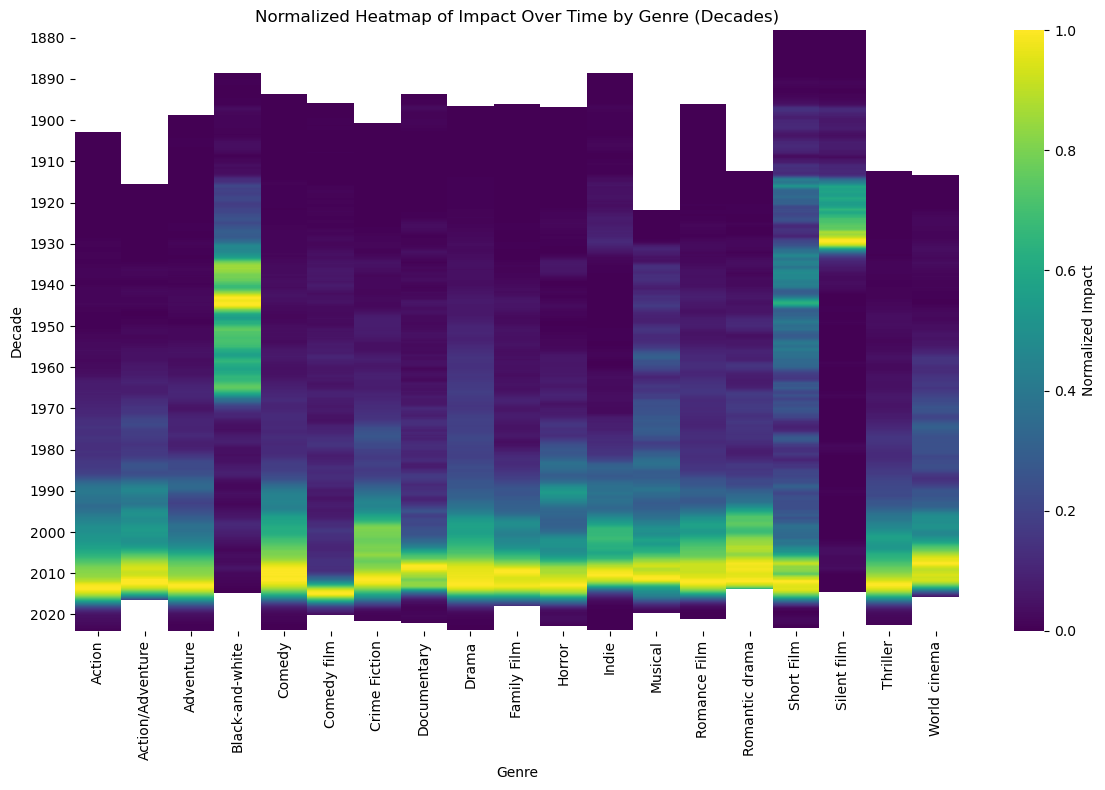 Normalized Heatmap of Impact Over Time by Genre (Decades)
1880
1890
1900
1910
1920
1930
1940
1950
1960
1970
1980
1990
2000
2010
2020
Decade
Action
Action/Adventure
Adventure
Black-and-white
Comedy
Comedy film
Crime Fiction
Documentary
Drama
Family Film
Horror
Indie
Musical
Romance Film
Romantic drama
Short Film
Silent film
Thriller
World cinema
Genre
1.0
0.8
0.6
0.4
0.2
0.0
Normalized Impact